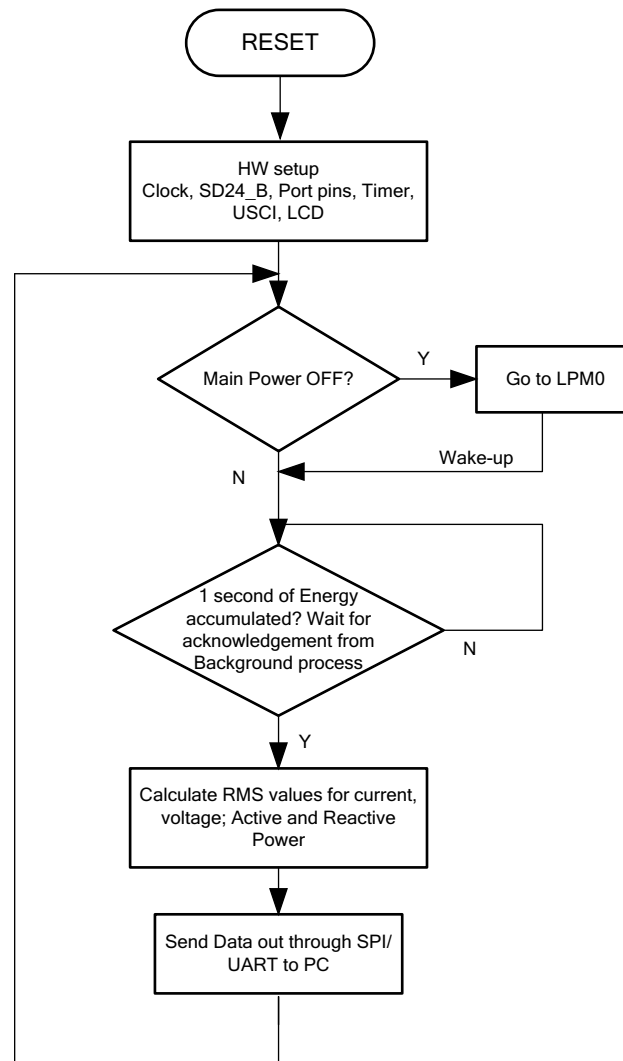 RESET
HW setup
Clock, SD24_B, Port pins, Timer,
USCI, LCD
Main Power OFF?
Y
Go to LPM0
Wake-up
N
1 second of Energy
accumulated? Wait for
acknowledgement from
Background process
N
Y
Calculate RMS values for current,
voltage; Active and Reactive
Power
Send Data out through SPI/
UART to PC